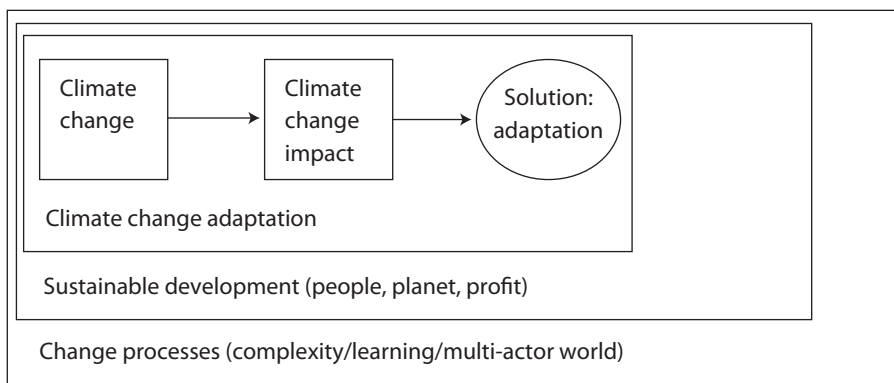 Climate
change
Climate
change
impact
Solution:
adaptation
Climate change adaptation
Sustainable development (people, planet, profit)
Change processes (complexity/learning/multi-actor world)